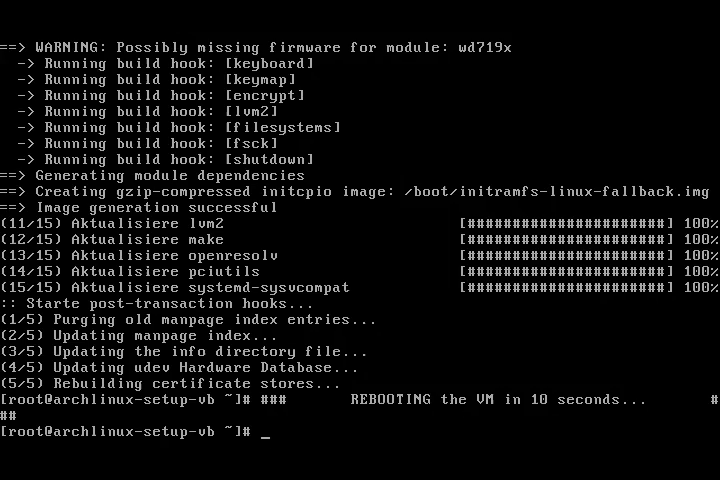 ==> WARNING: Possibly missing firmware for module: wd719x
-> Running build hook: [keyboard]
-> Running build hook: [keymap]
-> Running build hook: [encrypt]
-> Running build hook: [lvm2]
-> Running build hook: [filesystems]
-> Running build hook: [fsck]
-> Running build hook: [shutdown]
==> Generating module dependencies
==> Creating gzip-compressed initcpio image: /boot/initramfs-linux-fallback.img
==> Image generation successful
(11/15) Aktualisiere lvm2 [######################] 100%
(12/15) Aktualisiere make [######################] 100%
(13/15) Aktualisiere openresolv [######################] 100%
(14/15) Aktualisiere pciutils [######################] 100%
(15/15) Aktualisiere systemd-sysvcompat [######################] 100%
:: Starte post-transaction hooks...
(1/5) Purging old manpage index entries...
(2/5) Updating manpage index...
(3/5) Updating the info directory file...
(4/5) Updating udev Hardware Database...
(5/5) Rebuilding certificate stores...
[root@archlinux-setup-vb ~]# ### REBOOTING the VM in 10 seconds... #
##
[root@archlinux-setup-vb ~]# _